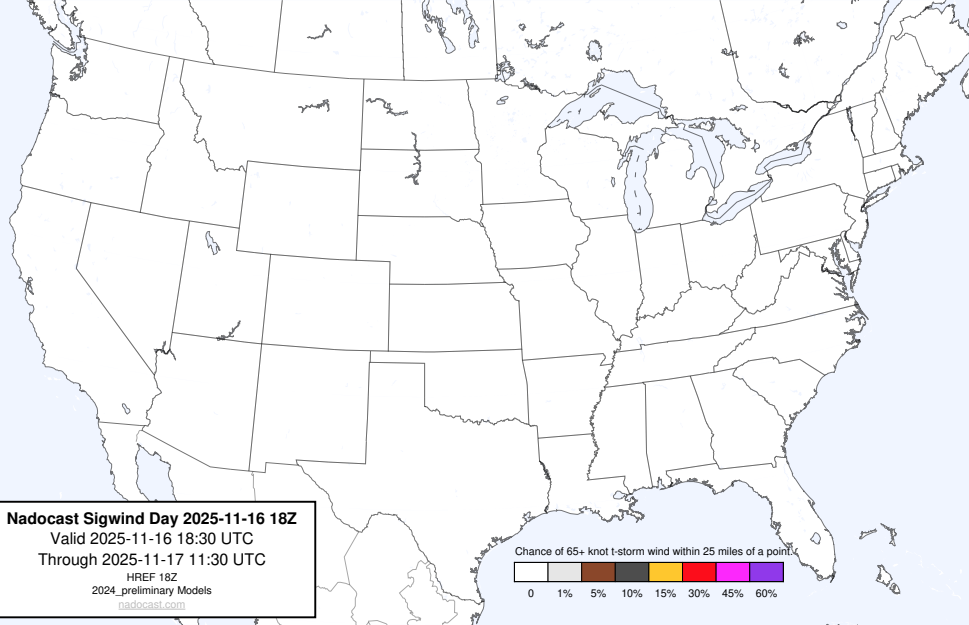 Nadocast Sigwind Day 2025-11-16 18Z
Valid 2025-11-16 18:30 UTC
Through 2025-11-17 11:30 UTC
HREF 18Z
2024_preliminary Models
nadocast.com
Chance of 65+ knot t-storm wind within 25 miles of a point.
0 1% 5% 10% 15% 30% 45% 60%